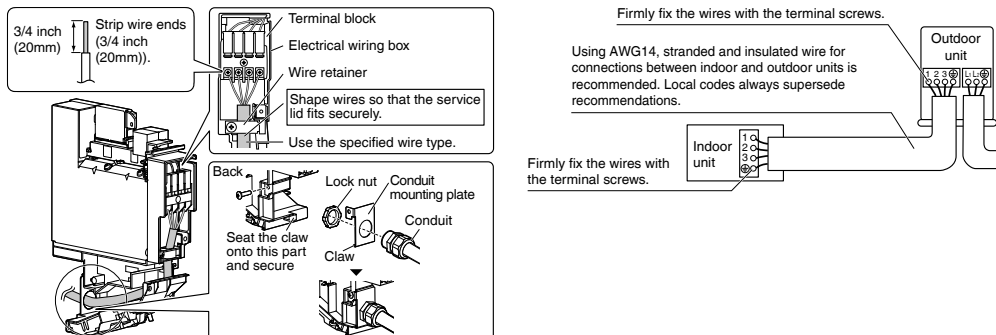 3/4 inch
(20mm)
Strip wire ends
(3/4 inch
(20mm)).
Terminal block
Electrical wiring box
Wire retainer
Shape wires so that the service
lid fits securely.
Use the specified wire type.
Back
Lock nut
Conduit
mounting plate
Conduit
Seat the claw
onto this part
and secure
Claw
Firmly fix the wires with the terminal screws.
Outdoor
unit
1 2 3
L1 L2
Using AWG14, stranded and insulated wire for
connections between indoor and outdoor units is
recommended. Local codes always supersede
recommendations.
Indoor
unit
1
2
3
Firmly fix the wires with
the terminal screws.